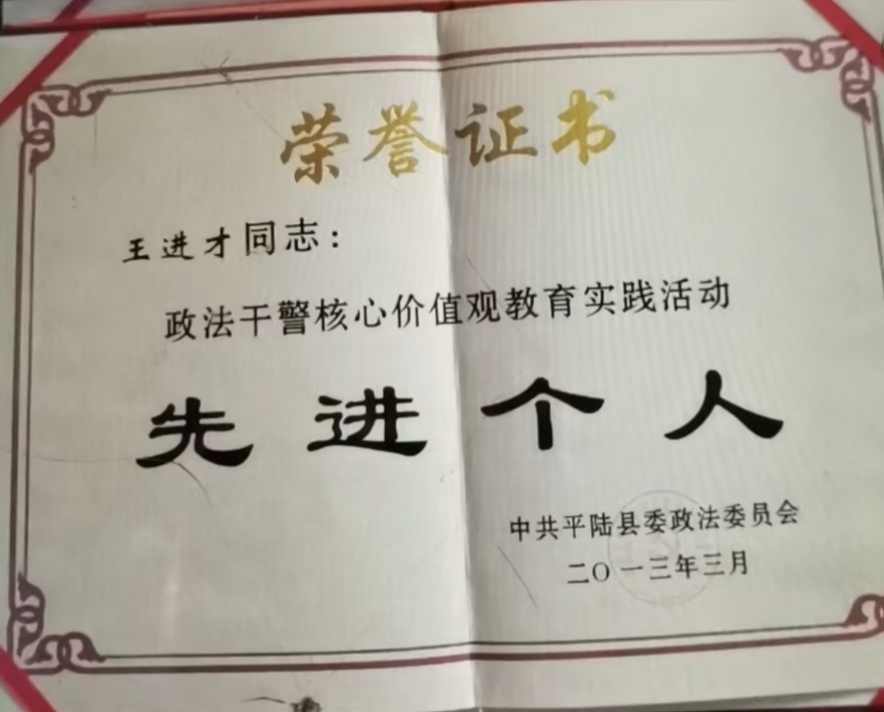 荣誉证书
王进才同志：
政法干警核心价值观教育实践活动
先进个人
中共平陆县委政法委员会
二〇一三年三月